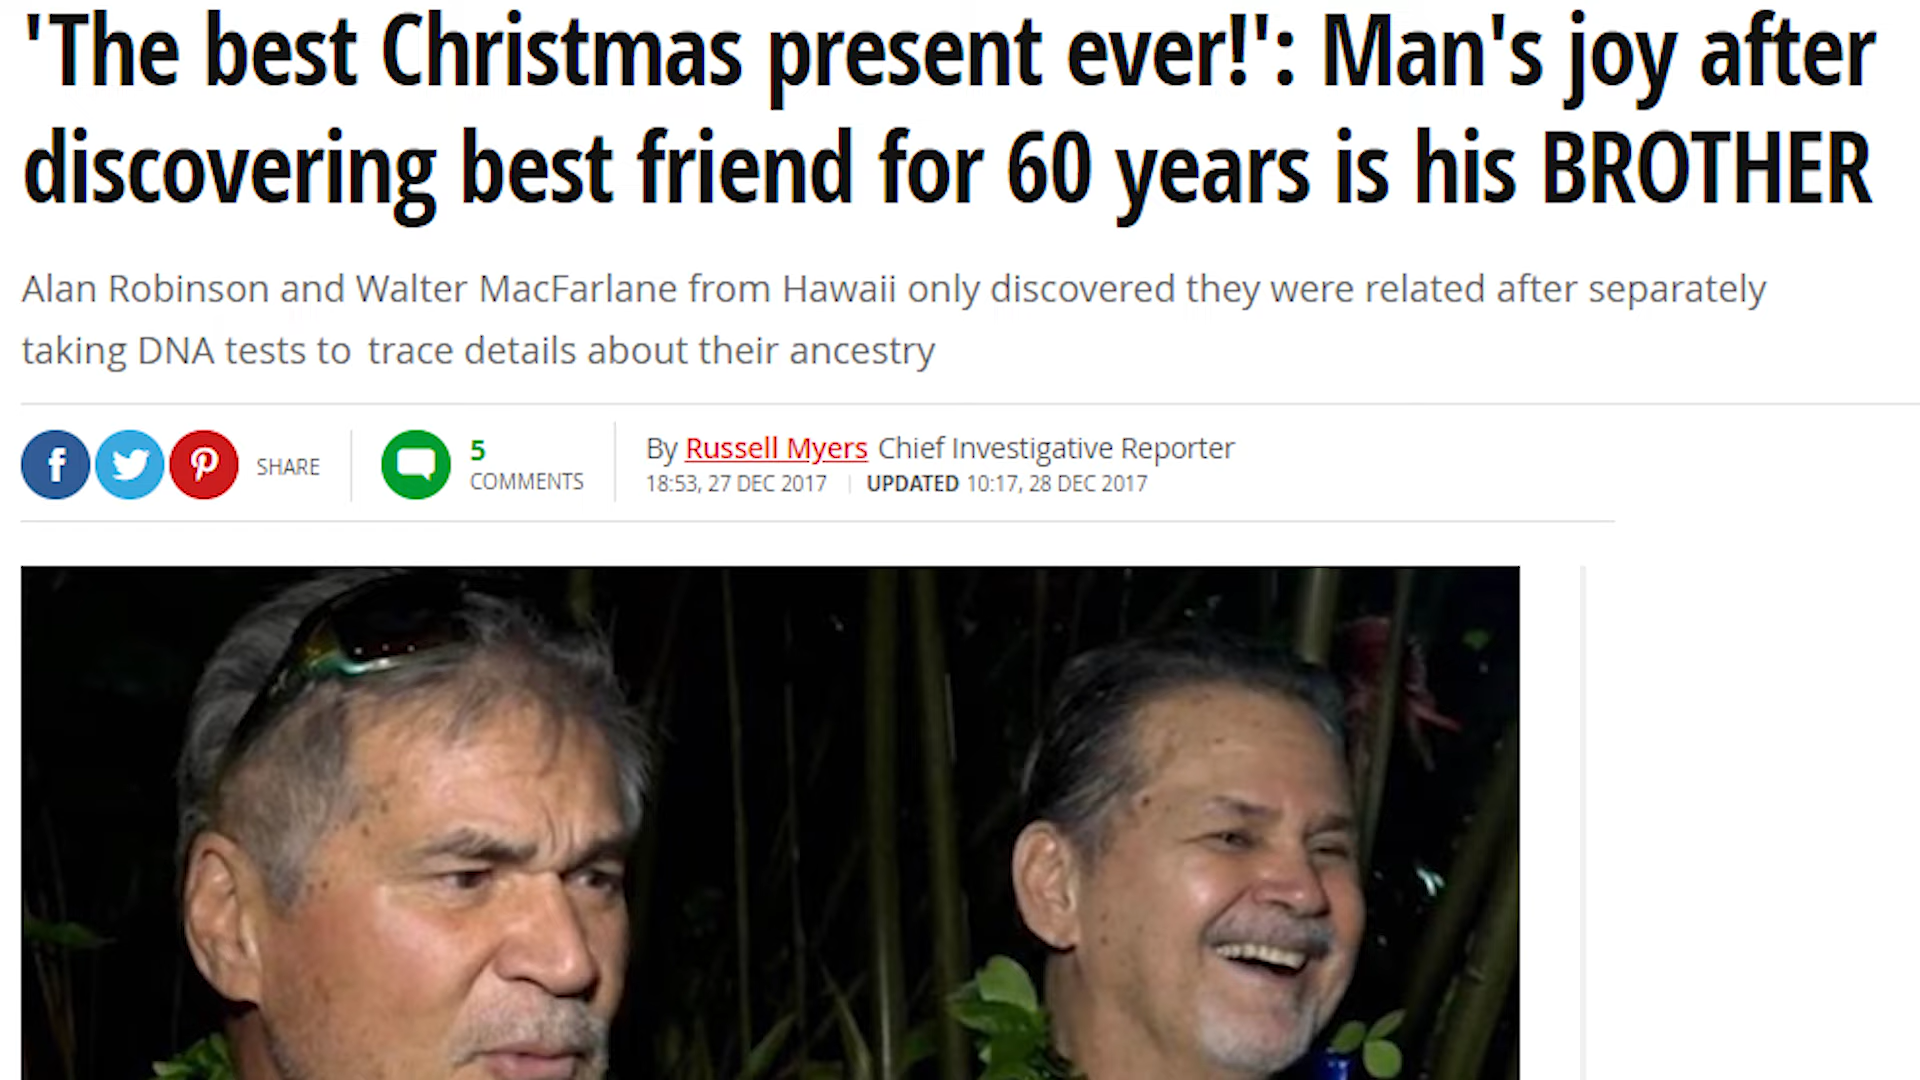 'The best Christmas present ever!': Man's joy after
discovering best friend for 60 years is his BROTHER
Alan Robinson and Walter MacFarlane from Hawaii only discovered they were related after separately
taking DNA tests to trace details about their ancestry
SHARE
5
COMMENTS
By Russell Myers Chief Investigative Reporter
18:53, 27 DEC 2017 | UPDATED 10:17, 28 DEC 2017